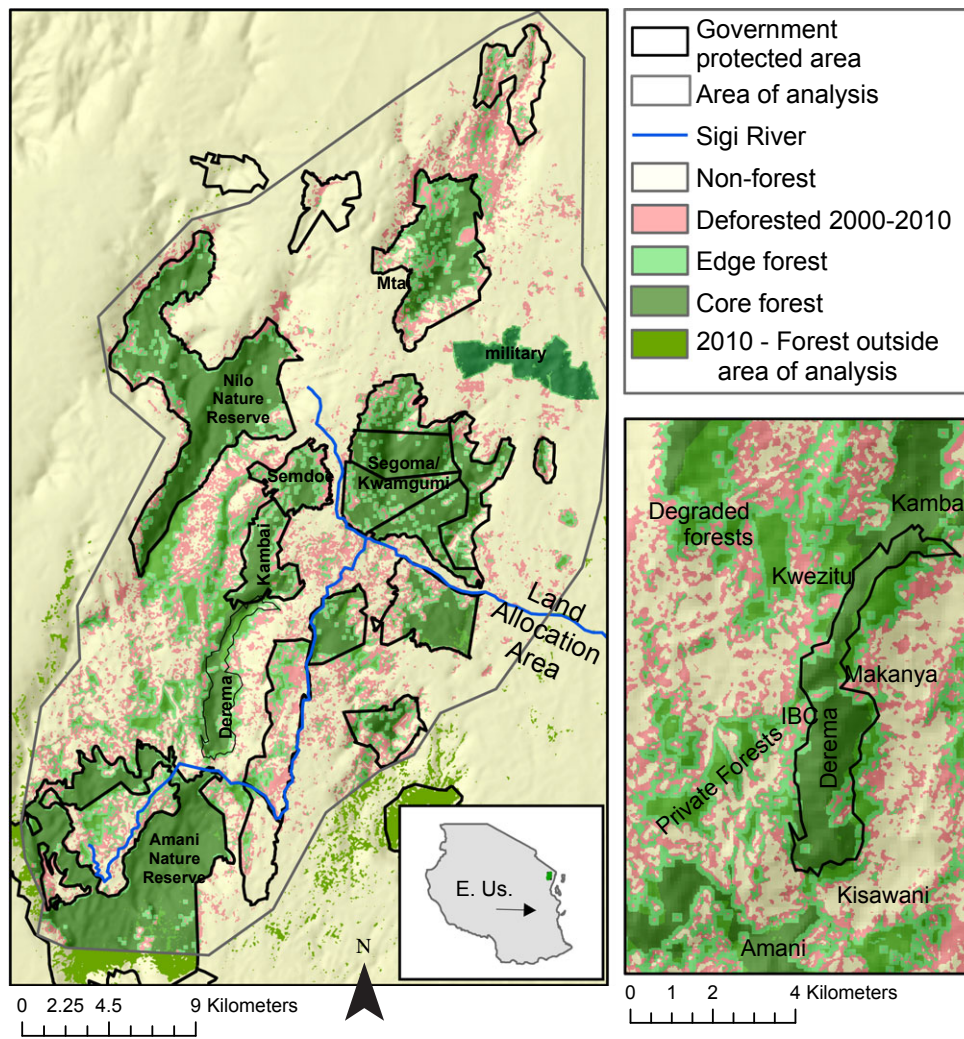 Government
protected area
Area of analysis
Sigi River
Non-forest
Deforested 2000-2010
Edge forest
Core forest
2010 - Forest outside
area of analysis
Mta
military
Nilo
Nature
Reserve
Segoma/
Kwamgumi
Semdoe
Kambai
Land
Allocation
Area
Derema
Amani
Nature
Reserve
E. Us.
N
0 2.25 4.5 9 Kilometers
Kamba
Degraded
forests
Kwezitu
Makanya
IBC
Derema
Private Forests
Kisawani
Amani
0 1 2 4 Kilometers